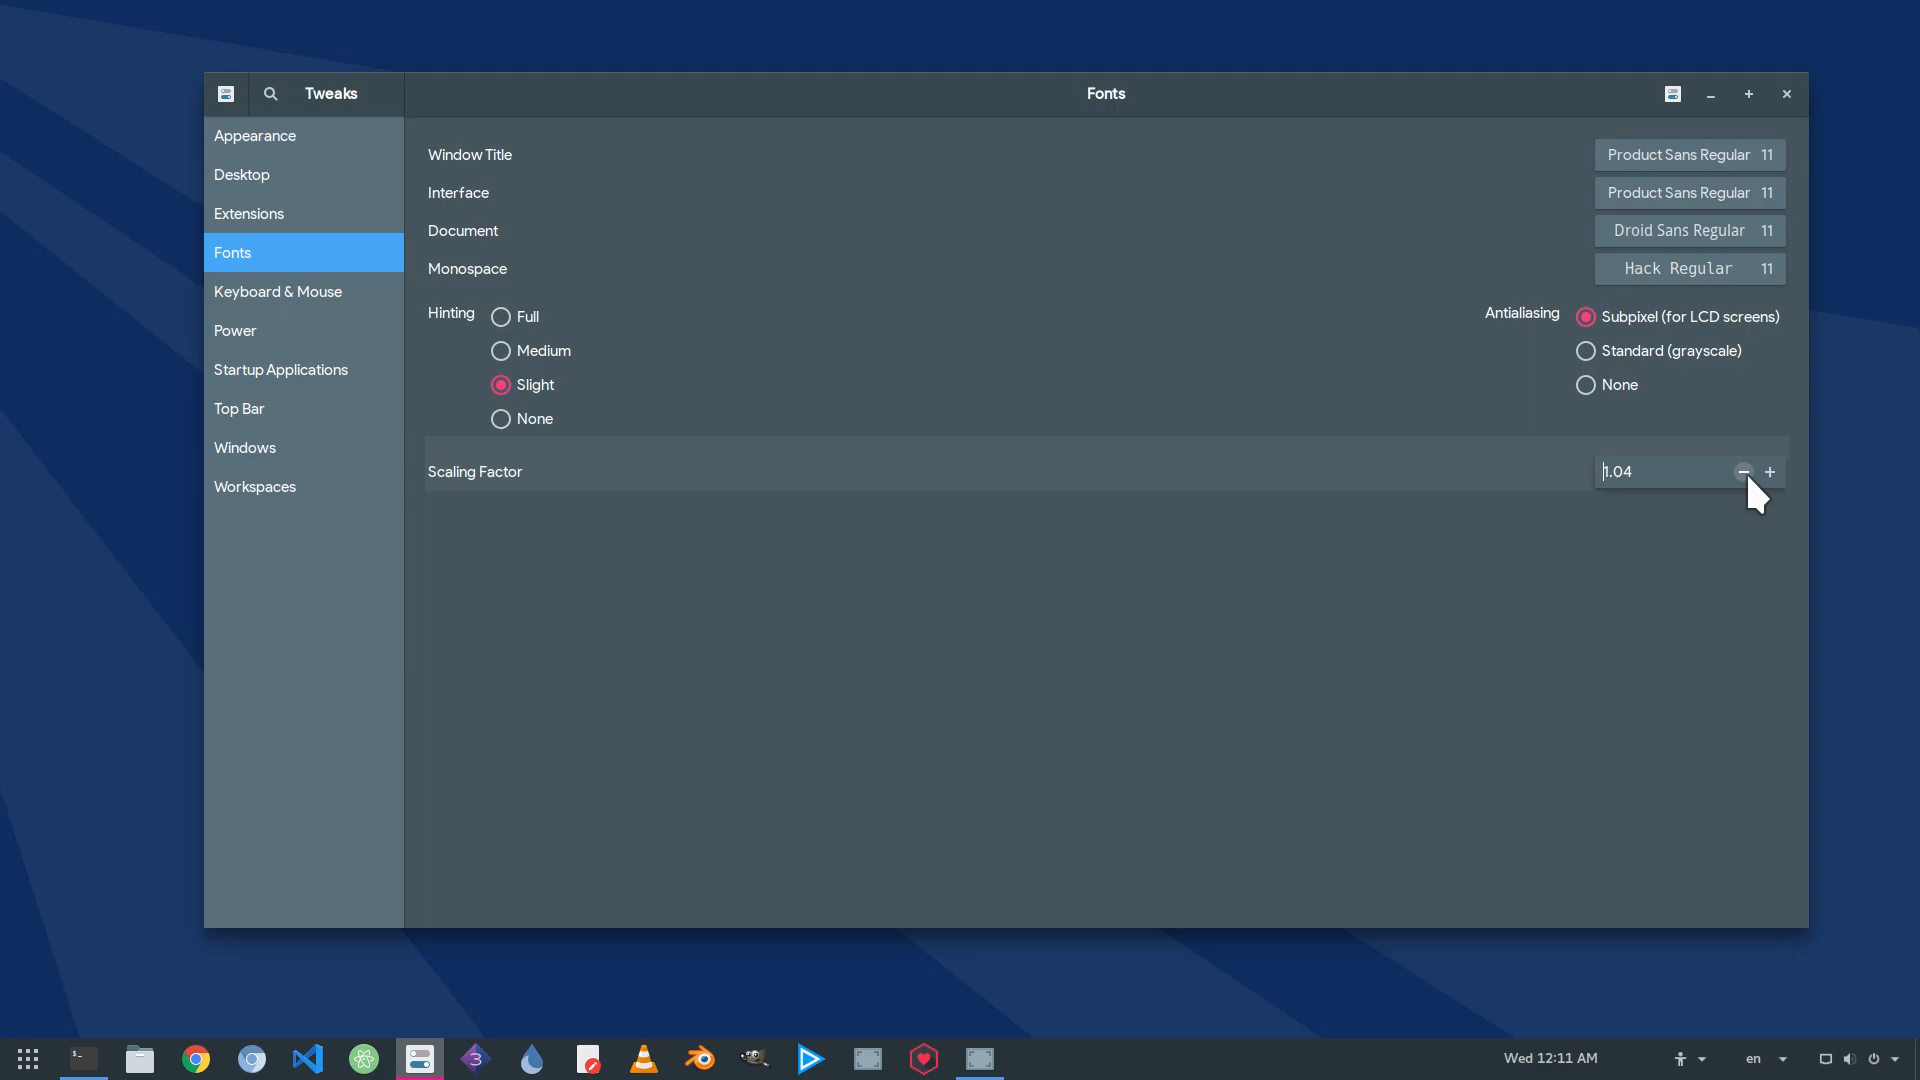 Tweaks
Fonts
Appearance
Desktop
Extensions
Fonts
Keyboard & Mouse
Power
Startup Applications
Top Bar
Windows
Workspaces
Window Title
Product Sans Regular 11
Interface
Product Sans Regular 11
Document
Droid Sans Regular 11
Monospace
Hack Regular 11
Hinting
Full
Medium
Slight
None
Antialiasing
Subpixel (for LCD screens)
Standard (grayscale)
None
Scaling Factor
1.04
$-
3
Wed 12:11 AM
en